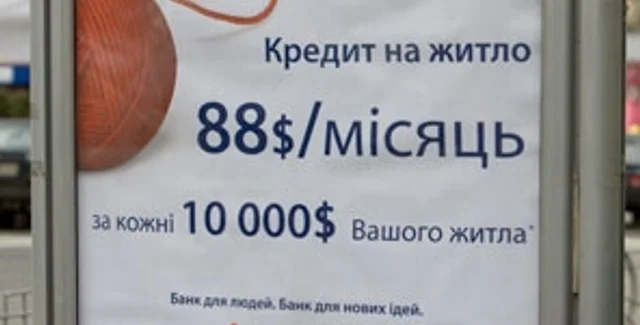 Кредит на житло
88$/місяць
за кожні 10 000$ Вашого житла*
Банк для людей. Банк для нових ідей.